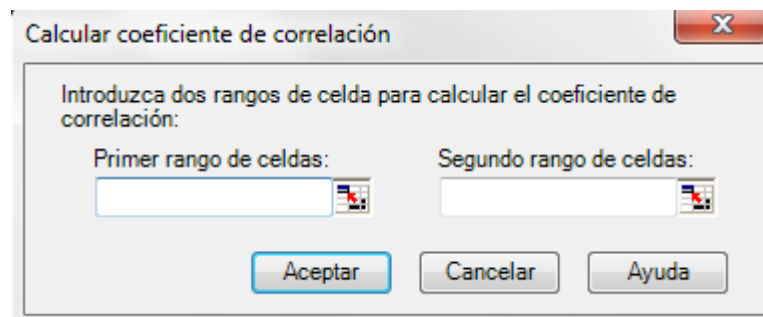 Calcular coeficiente de correlación
Introduzca dos rangos de celda para calcular el coeficiente de
correlación:
Primer rango de celdas: Segundo rango de celdas:
Aceptar Cancelar Ayuda